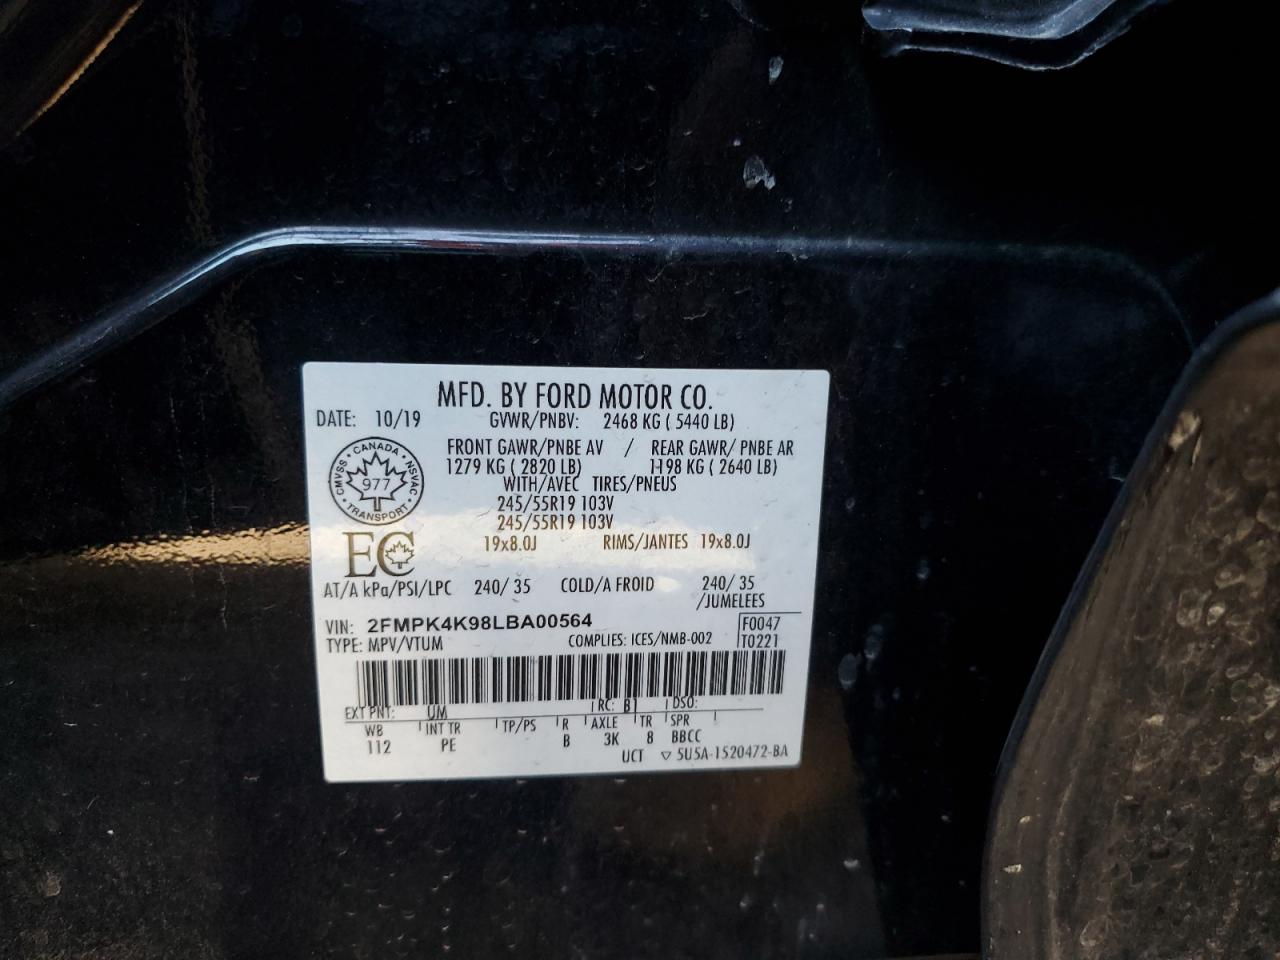 MFD. BY FORD MOTOR CO.
DATE: 10/19 GVWR/PNBV: 2468 KG ( 5440 LB)
FRONT GAWR/PNBE AV / REAR GAWR/ PNBE AR
1279 KG ( 2820 LB) 1198 KG ( 2640 LB)
WITH/AVEC TIRES/PNEUS
245/55R19 103V
245/55R19 103V
19x8.0J RIMS/JANTES 19x8.0J
CANADA
CMVSS NSVAC
977
TRANSPORT
EC
AT/A kPa/PSI/LPC 240/ 35 COLD/A FROID 240/ 35
/JUMELEES
VIN: 2FMPK4K98LBA00564 F0047
TYPE: MPV/VTUM COMPLIES: ICES/NMB-002 T0221
EXT PNT: UM RC: B1 DSO:
WB INT TR TP/PS R AXLE TR SPR
112 PE B 3K 8 BBCC
UCT ▽ 5U5A-1520472-BA